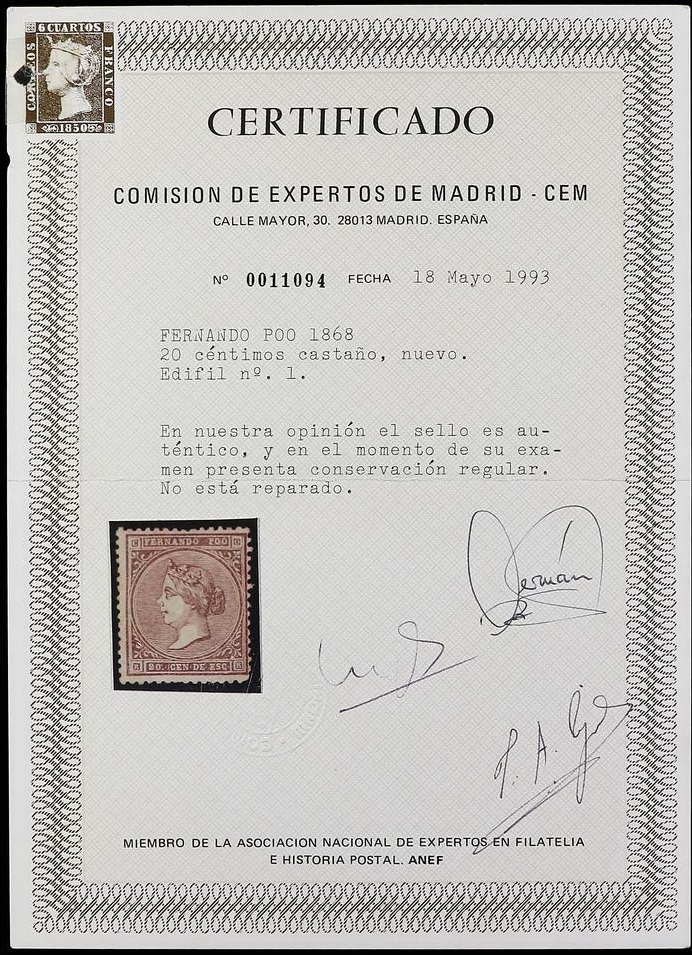 6 CUARTOS
CORREOS
FRANCO
1850
CERTIFICADO
COMISION DE EXPERTOS DE MADRID - CEM
CALLE MAYOR, 30. 28013 MADRID. ESPAÑA
Nº 0011094 FECHA 18 Mayo 1993
FERNANDO POO 1868
20 céntimos castaño, nuevo.
Edifil nº. 1.
En nuestra opinión el sello es au-
téntico, y en el momento de su exa-
men presenta conservación regular.
No está reparado.
FERNANDO POO
20. CEN. DE ESC.
Germán
MIEMBRO DE LA ASOCIACION NACIONAL DE EXPERTOS EN FILATELIA
E HISTORIA POSTAL. ANEF